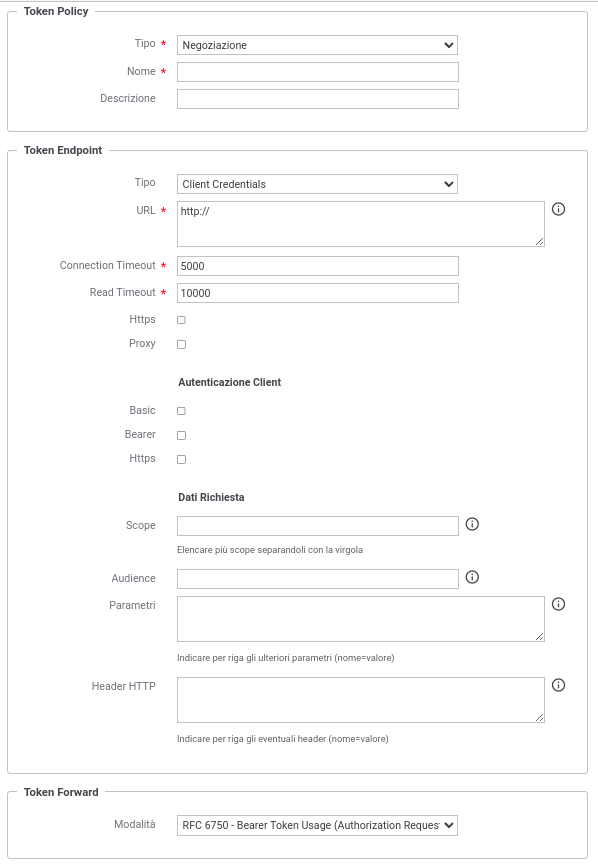 Token Policy
Tipo * Negoziazione
Nome *
Descrizione
Token Endpoint
Tipo Client Credentials
URL * http://
Connection Timeout * 5000
Read Timeout * 10000
Https
Proxy
Autenticazione Client
Basic
Bearer
Https
Dati Richiesta
Scope
Elencare più scope separandoli con la virgola
Audience
Parametri
Indicare per riga gli ulteriori parametri (nome=valore)
Header HTTP
Indicare per riga gli eventuali header (nome=valore)
Token Forward
Modalità RFC 6750 - Bearer Token Usage (Authorization Reques